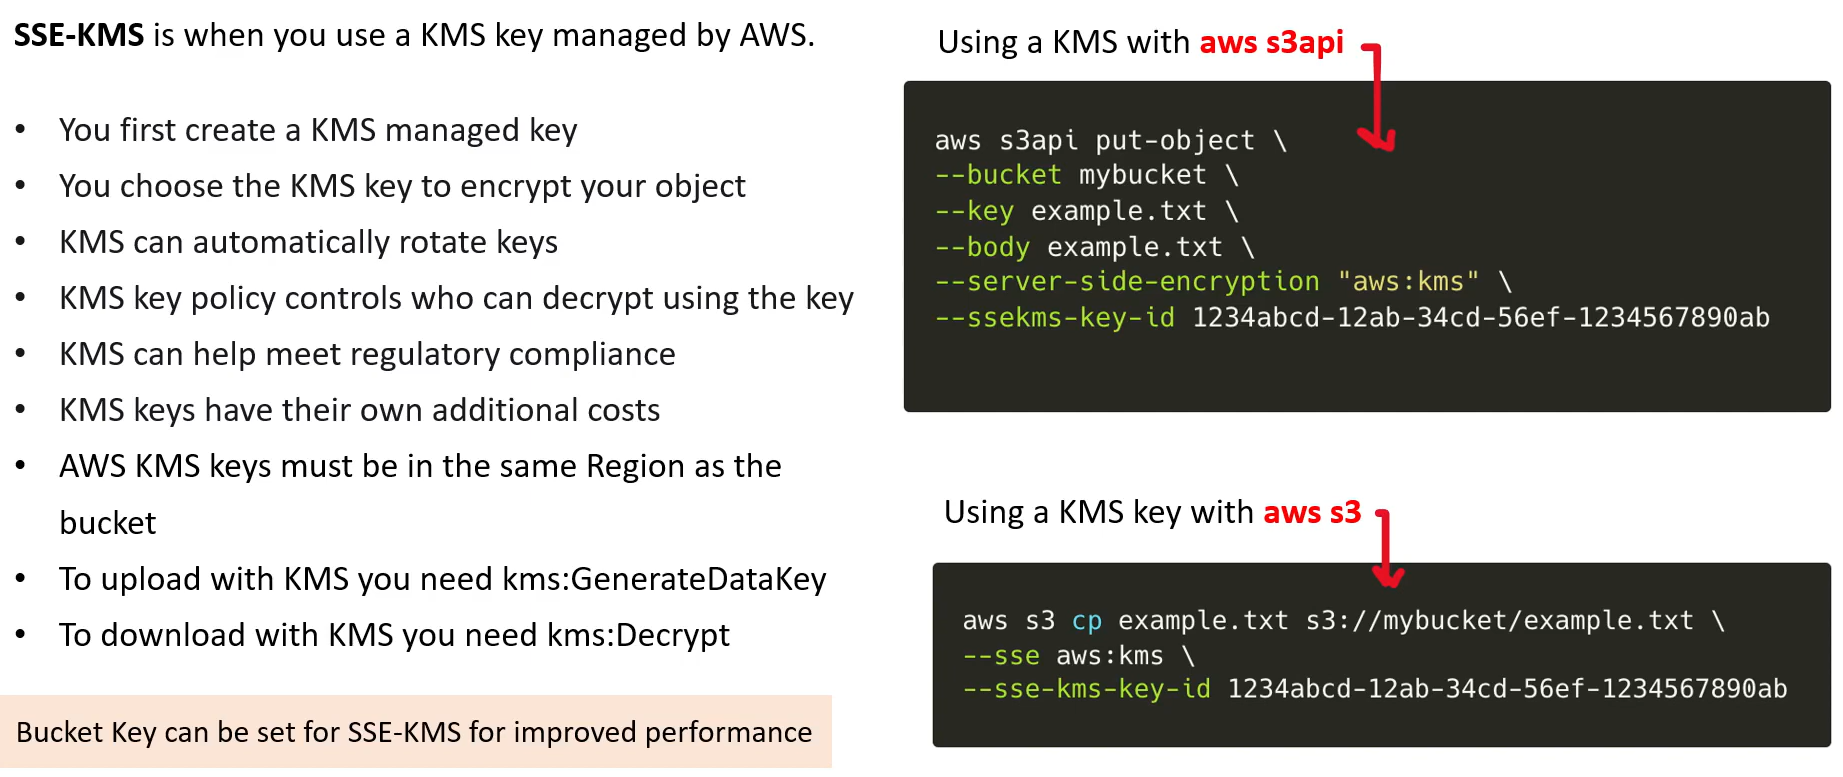 SSE-KMS is when you use a KMS key managed by AWS.
• You first create a KMS managed key
• You choose the KMS key to encrypt your object
• KMS can automatically rotate keys
• KMS key policy controls who can decrypt using the key
• KMS can help meet regulatory compliance
• KMS keys have their own additional costs
• AWS KMS keys must be in the same Region as the
bucket
• To upload with KMS you need kms:GenerateDataKey
• To download with KMS you need kms:Decrypt
Bucket Key can be set for SSE-KMS for improved performance
Using a KMS with aws s3api
aws s3api put-object \
--bucket mybucket \
--key example.txt \
--body example.txt \
--server-side-encryption "aws:kms" \
--ssekms-key-id 1234abcd-12ab-34cd-56ef-1234567890ab
Using a KMS key with aws s3
aws s3 cp example.txt s3://mybucket/example.txt \
--sse aws:kms \
--sse-kms-key-id 1234abcd-12ab-34cd-56ef-1234567890ab